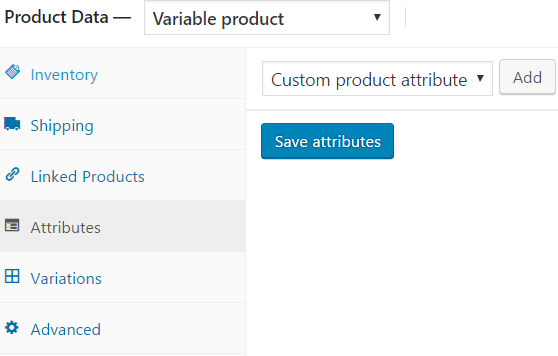 Product Data — Variable product
Inventory
Custom product attribute Add
Shipping
Save attributes
Linked Products
Attributes
Variations
Advanced